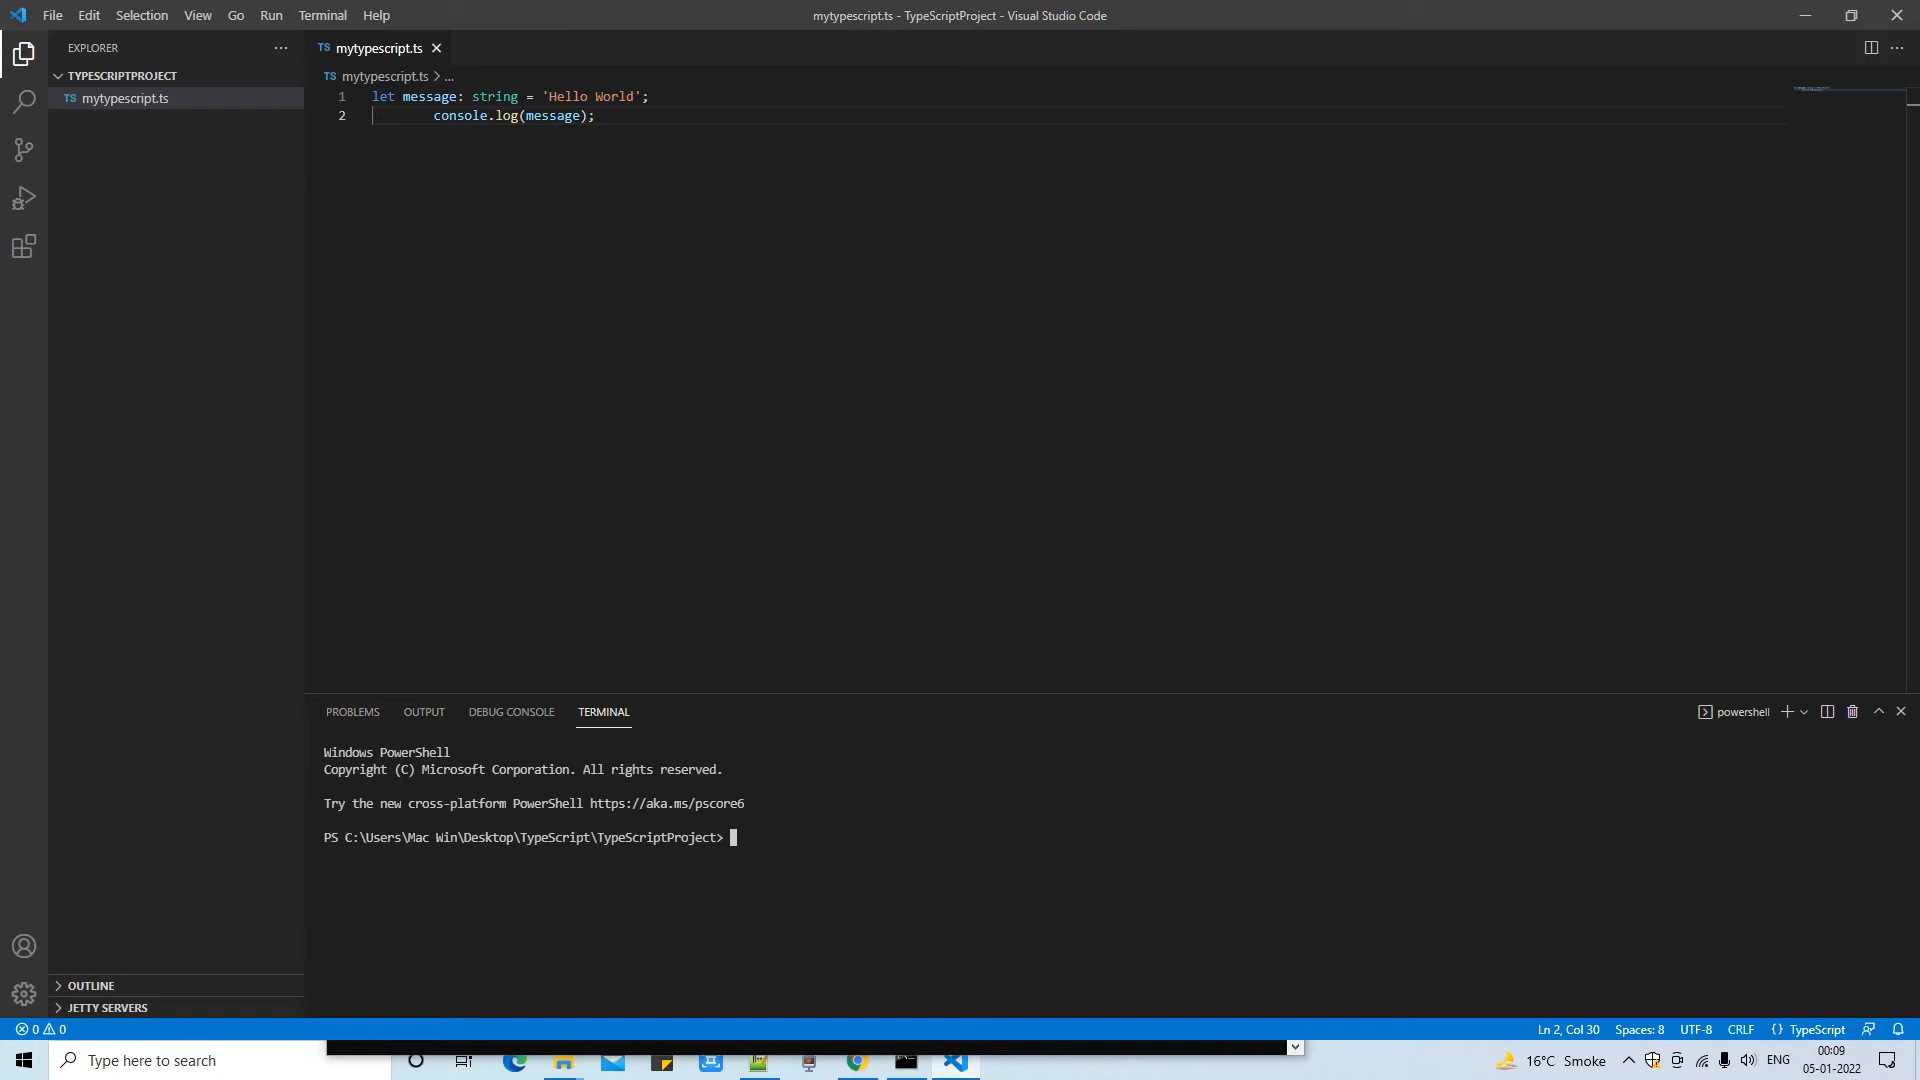 File Edit Selection View Go Run Terminal Help
mytypescript.ts - TypeScriptProject - Visual Studio Code
EXPLORER
TYPESCRIPTPROJECT
TS mytypescript.ts
TS mytypescript.ts
TS mytypescript.ts > ...
1 let message: string = 'Hello World';
2 console.log(message);
PROBLEMS OUTPUT DEBUG CONSOLE TERMINAL
powershell
Windows PowerShell
Copyright (C) Microsoft Corporation. All rights reserved.
Try the new cross-platform PowerShell https://aka.ms/pscore6
PS C:\Users\Mac Win\Desktop\TypeScript\TypeScriptProject>
OUTLINE
JETTY SERVERS
0 0
Ln 2, Col 30 Spaces: 8 UTF-8 CRLF {} TypeScript
Type here to search
16°C Smoke
ENG
00:09
05-01-2022